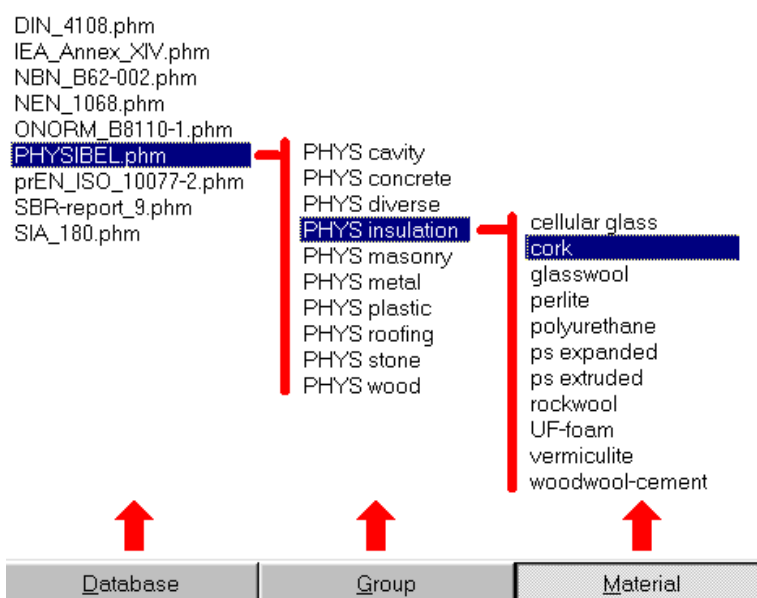 DIN_4108.phm
IEA_Annex_XIV.phm
NBN_B62-002.phm
NEN_1068.phm
ONORM_B8110-1.phm
PHYSIBEL.phm
prEN_ISO_10077-2.phm
SBR-report_9.phm
SIA_180.phm
PHYS cavity
PHYS concrete
PHYS diverse
PHYS insulation
PHYS masonry
PHYS metal
PHYS plastic
PHYS roofing
PHYS stone
PHYS wood
cellular glass
cork
glasswool
perlite
polyurethane
ps expanded
ps extruded
rockwool
UF-foam
vermiculite
woodwool-cement
Database
Group
Material